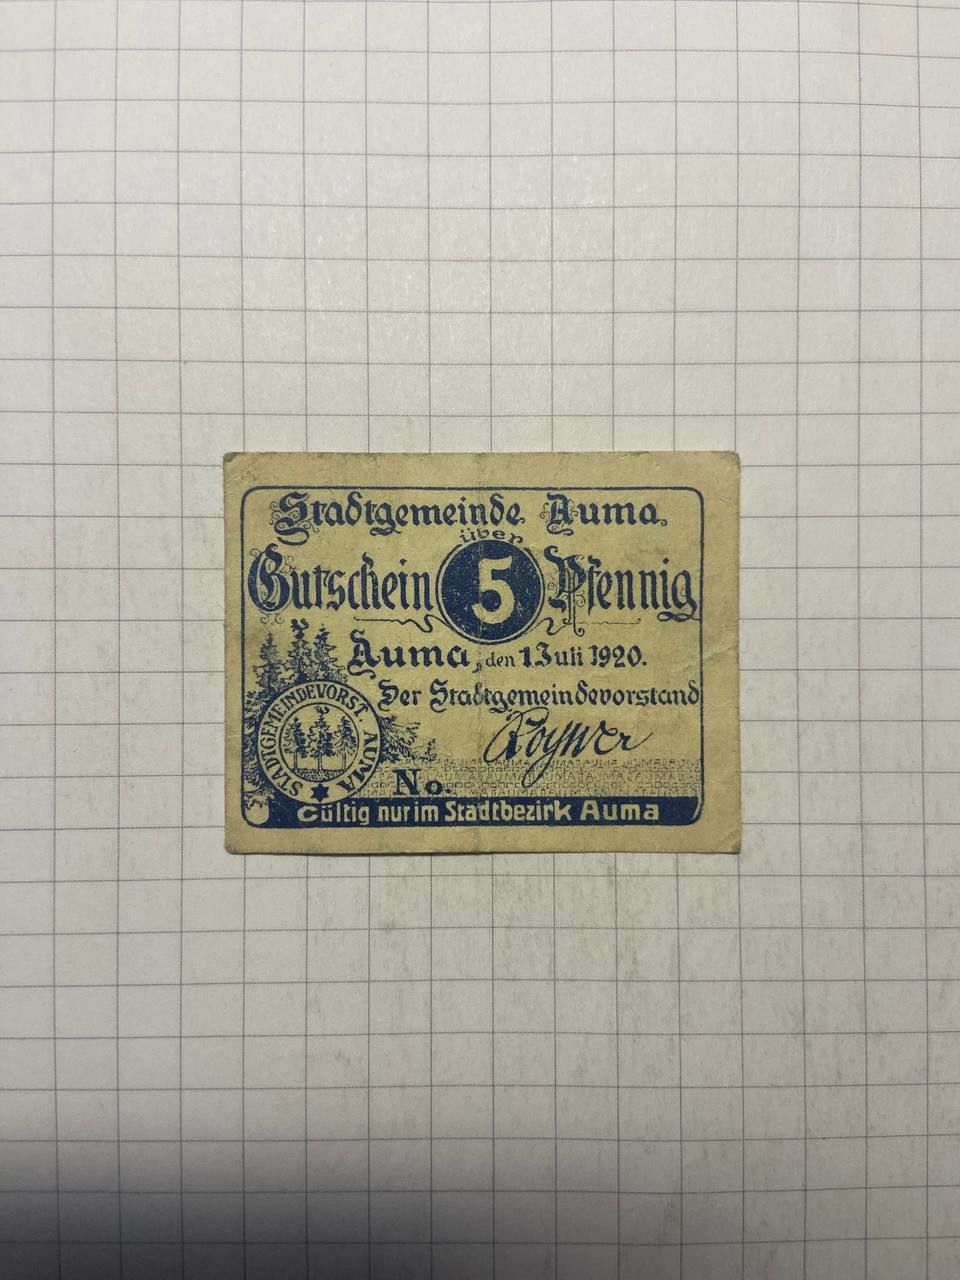 Stadtgemeinde Auma
über
Gutschein 5 Pfennig
Auma, den 1. Juli 1920.
Der Stadtgemeindevorstand
STADTGEMEINDEVORST. AUMA
No.
Gültig nur im Stadtbezirk Auma